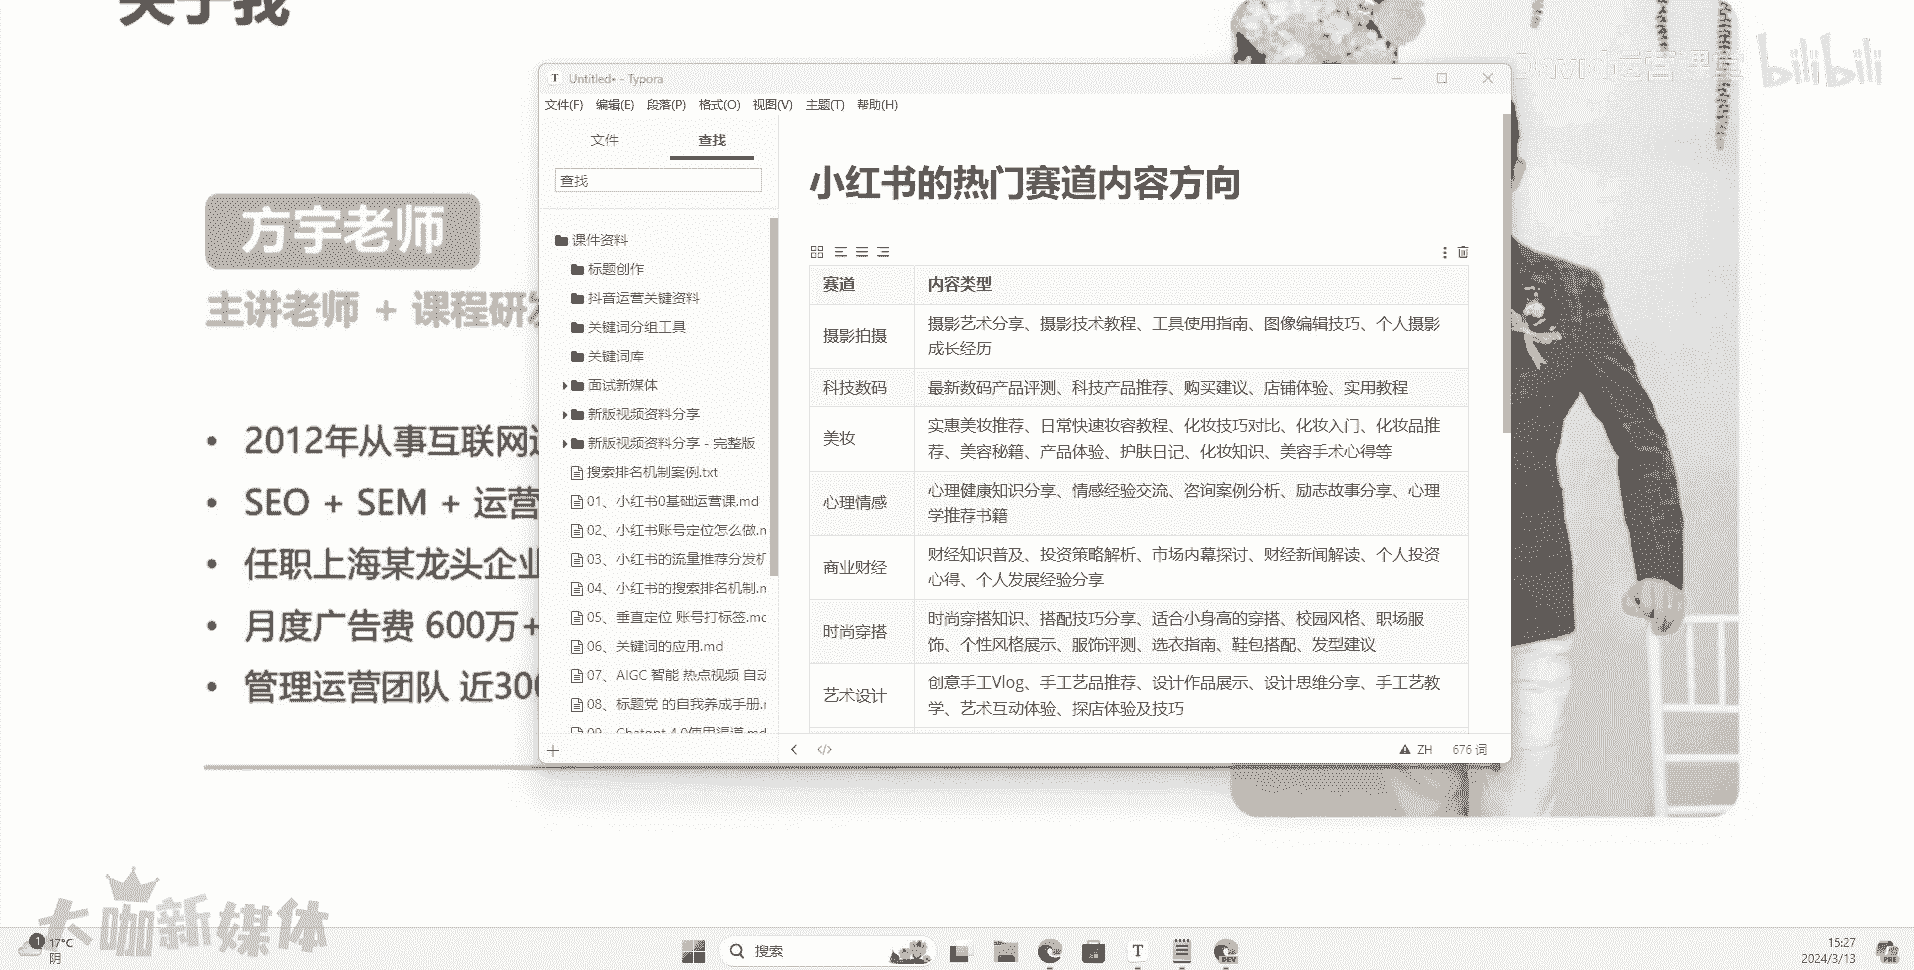 关于我
bilibili
方宇老师
主讲老师 + 课程研
2012年从事互联网
SEO + SEM + 运营
任职上海某龙头企业
月度广告费 600万+
管理运营团队 近300
大咖新媒体
Untitled• - Typora
文件(F) 编辑(E) 段落(P) 格式(O) 视图(V) 主题(T) 帮助(H)
文件 查找
查找
课件资料
标题创作
抖音运营关键资料
关键词分组工具
关键词库
面试新媒体
新版视频资料分享
新版视频资料分享 - 完整版
搜索排名机制案例.txt
01、小红书0基础运营课.md
02、小红书账号定位怎么做.m
03、小红书的流量推荐分发机
04、小红书的搜索排名机制.m
05、垂直定位 账号打标签.mc
06、关键词的应用.md
07、AIGC 智能 热点视频 自动
08、标题党 的自我养成手册.r
09、Chatgpt 4.0使用渠道.md
小红书的热门赛道内容方向
赛道 内容类型
摄影拍摄 摄影艺术分享、摄影技术教程、工具使用指南、图像编辑技巧、个人摄影
成长经历
科技数码 最新数码产品评测、科技产品推荐、购买建议、店铺体验、实用教程
美妆 实惠美妆推荐、日常快速妆容教程、化妆技巧对比、化妆入门、化妆品推
荐、美容秘籍、产品体验、护肤日记、化妆知识、美容手术心得等
心理情感 心理健康知识分享、情感经验交流、咨询案例分析、励志故事分享、心理
学推荐书籍
商业财经 财经知识普及、投资策略解析、市场内幕探讨、财经新闻解读、个人投资
心得、个人发展经验分享
时尚穿搭 时尚穿搭知识、搭配技巧分享、适合小身高的穿搭、校园风格、职场服
饰、个性风格展示、服饰评测、选衣指南、鞋包搭配、发型建议
艺术设计 创意手工Vlog、手工艺品推荐、设计作品展示、设计思维分享、手工艺教
学、艺术互动体验、探店体验及技巧
ZH 676 词
1
17°C
阴
搜索
T
DEV
15:27
2024/3/13
PRE